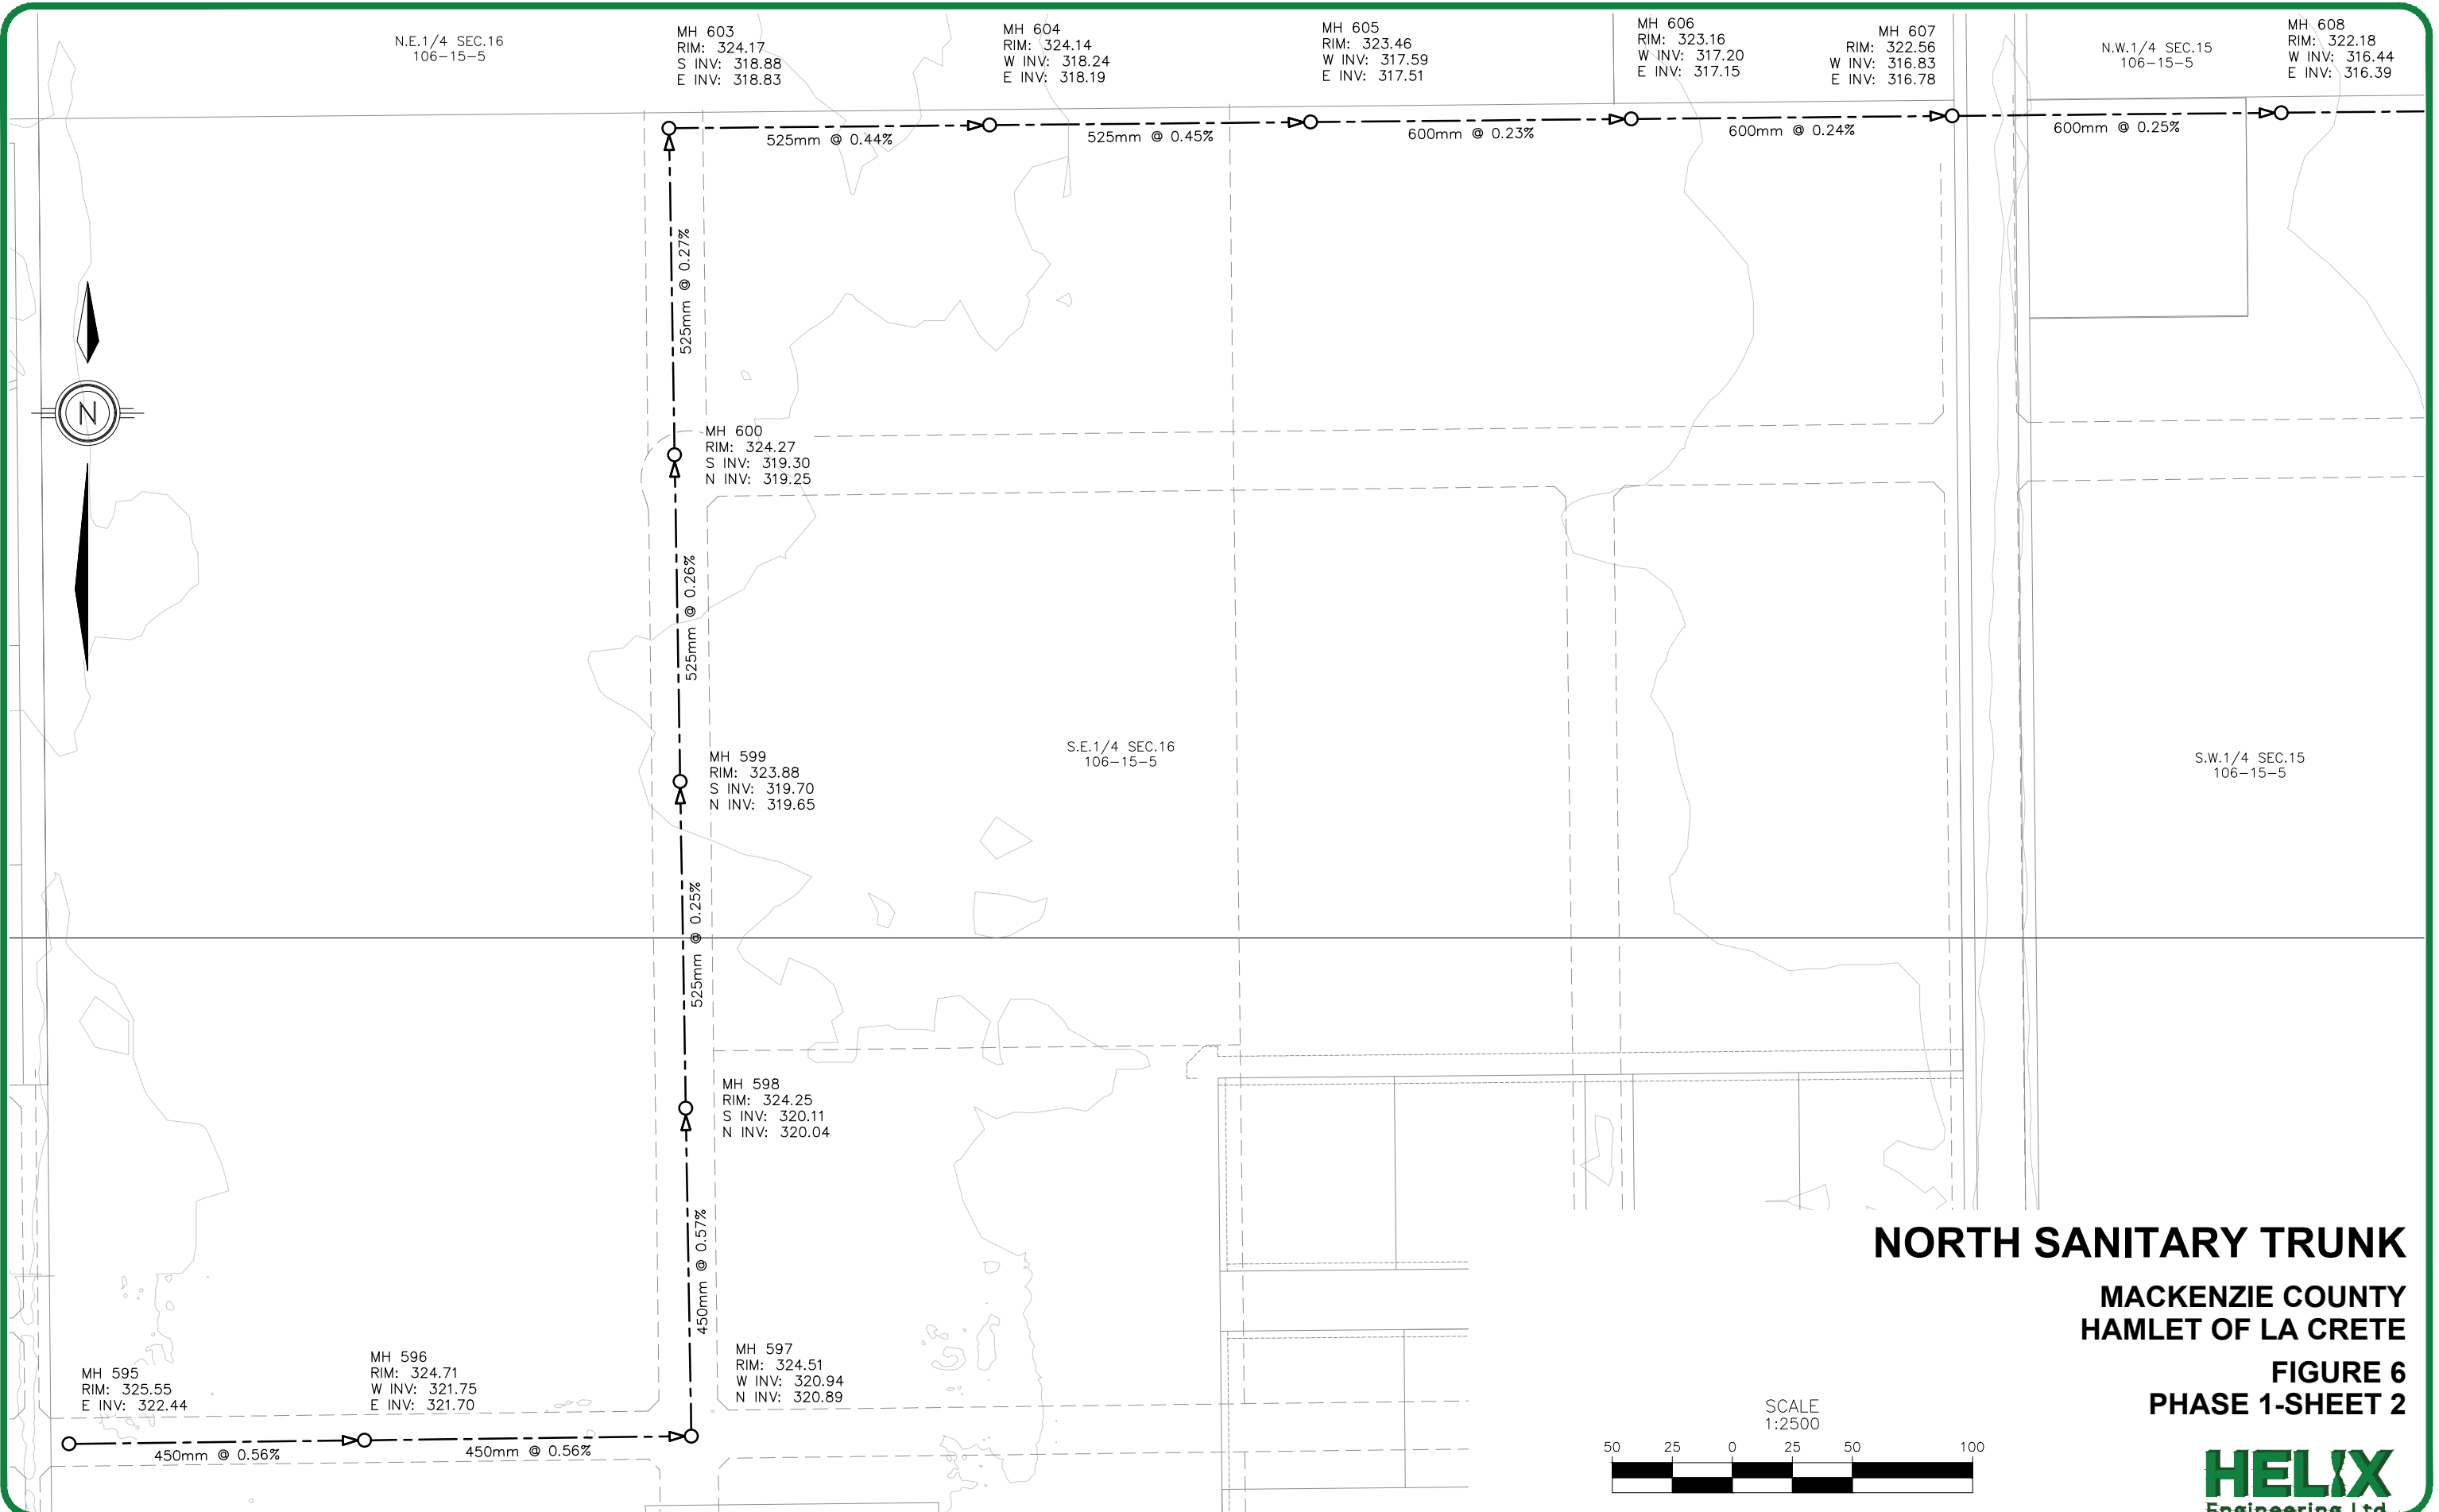 N.E.1/4 SEC.16
106-15-5
MH 603
RIM: 324.17
S INV: 318.88
E INV: 318.83
MH 604
RIM: 324.14
W INV: 318.24
E INV: 318.19
MH 605
RIM: 323.46
W INV: 317.59
E INV: 317.51
MH 606
RIM: 323.16
W INV: 317.20
E INV: 317.15
MH 607
RIM: 322.56
W INV: 316.83
E INV: 316.78
N.W.1/4 SEC.15
106-15-5
MH 608
RIM: 322.18
W INV: 316.44
E INV: 316.39
525mm @ 0.44%
525mm @ 0.45%
600mm @ 0.23%
600mm @ 0.24%
600mm @ 0.25%
525mm @ 0.27%
N
MH 600
RIM: 324.27
S INV: 319.30
N INV: 319.25
525mm @ 0.26%
MH 599
RIM: 323.88
S INV: 319.70
N INV: 319.65
S.E.1/4 SEC.16
106-15-5
S.W.1/4 SEC.15
106-15-5
525mm @ 0.25%
MH 598
RIM: 324.25
S INV: 320.11
N INV: 320.04
450mm @ 0.57%
MH 597
RIM: 324.51
W INV: 320.94
N INV: 320.89
MH 596
RIM: 324.71
W INV: 321.75
E INV: 321.70
MH 595
RIM: 325.55
E INV: 322.44
450mm @ 0.56%
450mm @ 0.56%
NORTH SANITARY TRUNK
MACKENZIE COUNTY
HAMLET OF LA CRETE
FIGURE 6
PHASE 1-SHEET 2
SCALE
1:2500
50 25 0 25 50 100
HELIX
Engineering Ltd